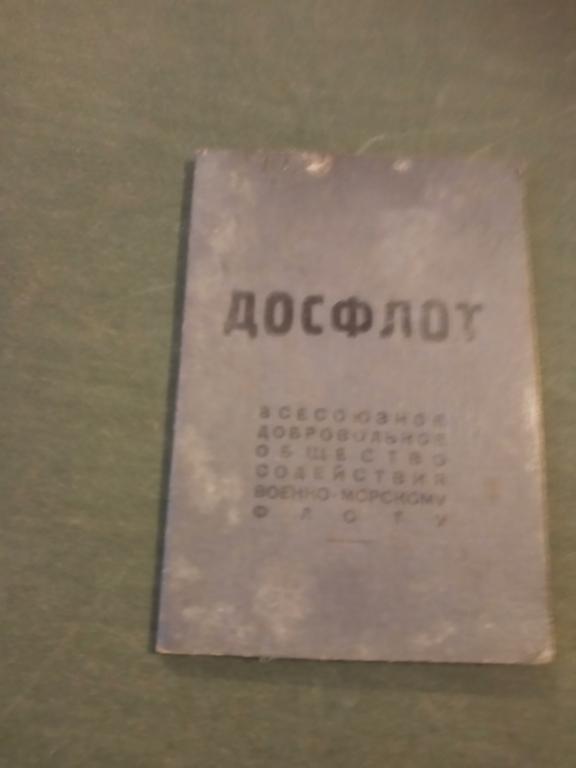 ДОСФЛОТ
ВСЕСОЮЗНОЕ
ДОБРОВОЛЬНОЕ
ОБЩЕСТВО
СОДЕЙСТВИЯ
ВОЕННО-МОРСКОМУ
ФЛОТУ